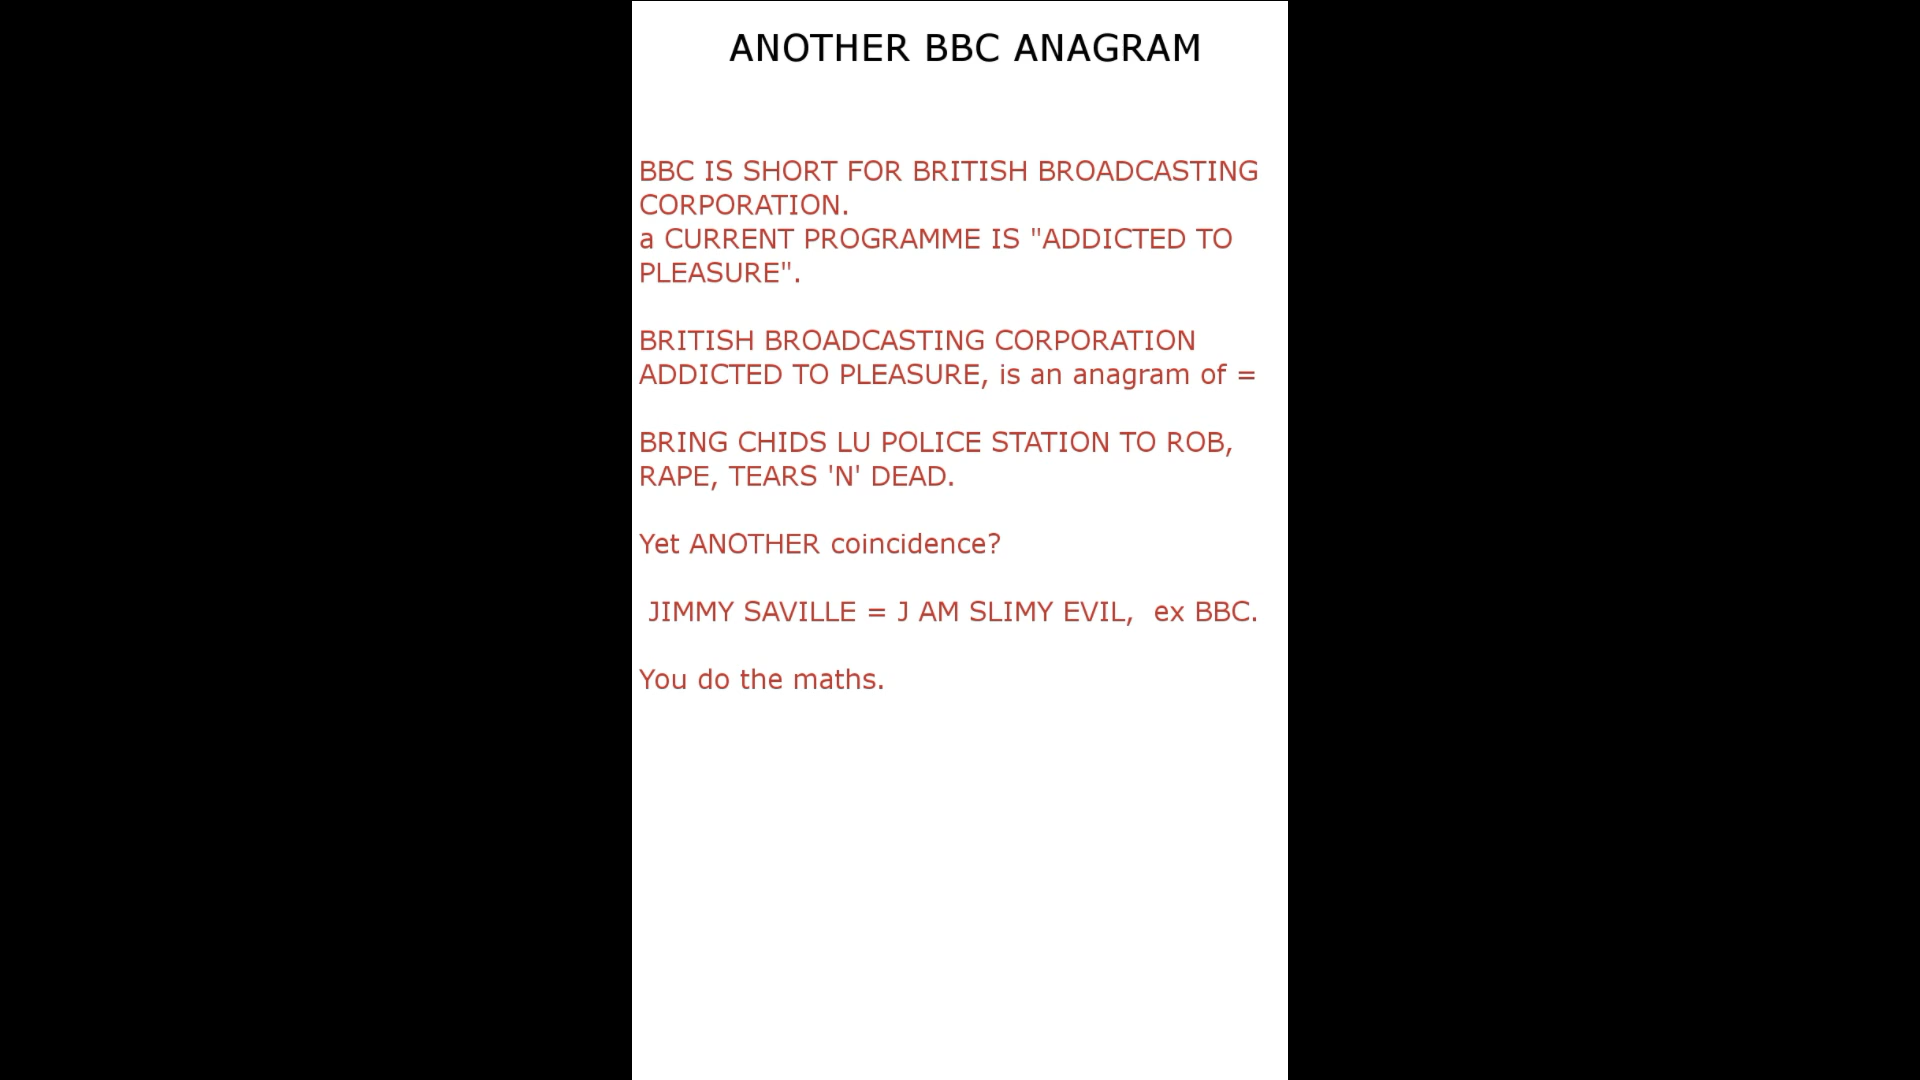 ANOTHER BBC ANAGRAM
BBC IS SHORT FOR BRITISH BROADCASTING
CORPORATION.
a CURRENT PROGRAMME IS "ADDICTED TO
PLEASURE".
BRITISH BROADCASTING CORPORATION
ADDICTED TO PLEASURE, is an anagram of =
BRING CHIDS LU POLICE STATION TO ROB,
RAPE, TEARS 'N' DEAD.
Yet ANOTHER coincidence?
JIMMY SAVILLE = J AM SLIMY EVIL,  ex BBC.
You do the maths.